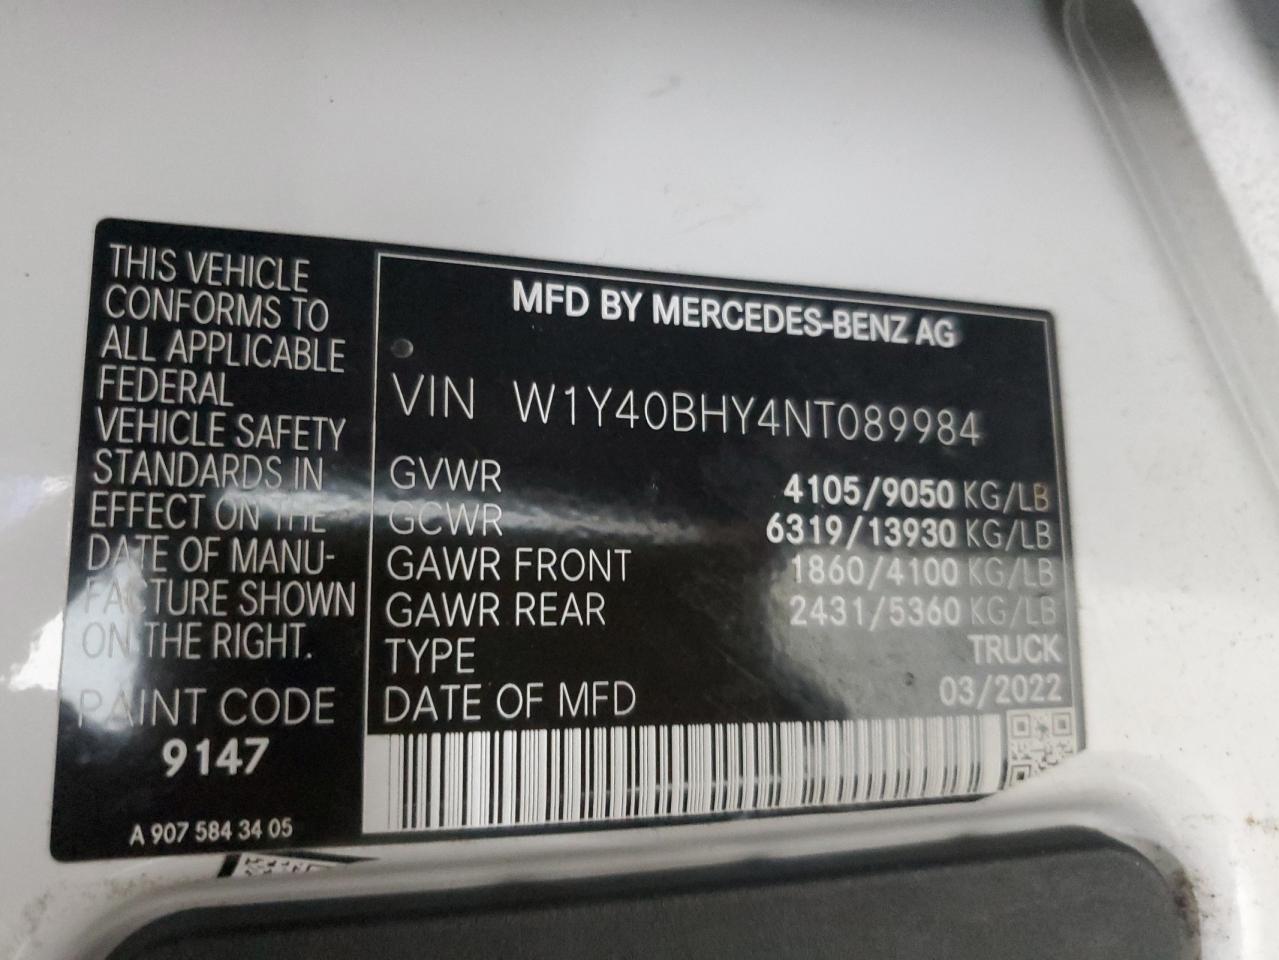 THIS VEHICLE
CONFORMS TO
ALL APPLICABLE
FEDERAL
VEHICLE SAFETY
STANDARDS IN
EFFECT ON THE
DATE OF MANU-
FACTURE SHOWN
ON THE RIGHT.
PAINT CODE
9147
A 907 584 34 05
MFD BY MERCEDES-BENZ AG
VIN W1Y40BHY4NT089984
GVWR 4105/9050 KG/LB
GCWR 6319/13930 KG/LB
GAWR FRONT 1860/4100 KG/LB
GAWR REAR 2431/5360 KG/LB
TYPE TRUCK
DATE OF MFD 03/2022